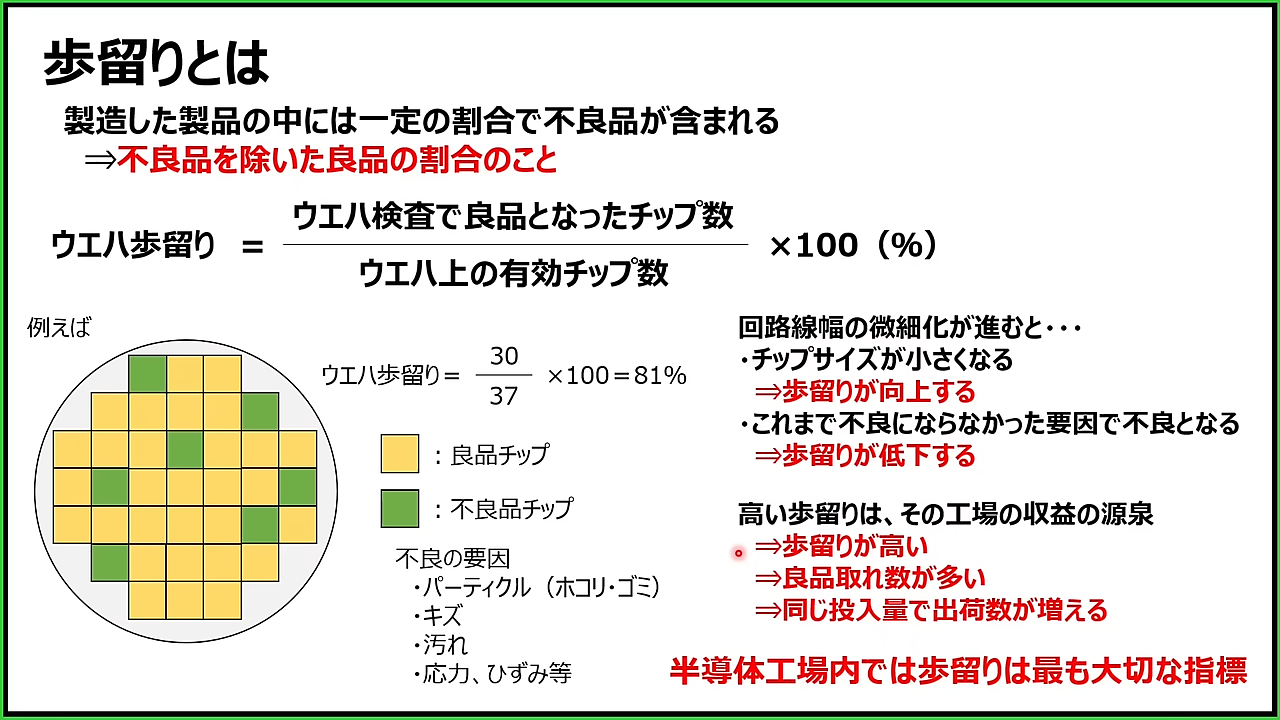 歩留りとは
製造した製品の中には一定の割合で不良品が含まれる
⇒不良品を除いた良品の割合のこと
ウエハ歩留り = ウエハ検査で良品となったチップ数
ウエハ上の有効チップ数
×100（%）
例えば
ウエハ歩留り＝ 30
37
×100＝81%
：良品チップ
：不良品チップ
不良の要因
・パーティクル（ホコリ・ゴミ）
・キズ
・汚れ
・応力、ひずみ等
回路線幅の微細化が進むと・・・
・チップサイズが小さくなる
⇒歩留りが向上する
・これまで不良にならなかった要因で不良となる
⇒歩留りが低下する
高い歩留りは、その工場の収益の源泉
⇒歩留りが高い
⇒良品取れ数が多い
⇒同じ投入量で出荷数が増える
半導体工場内では歩留りは最も大切な指標